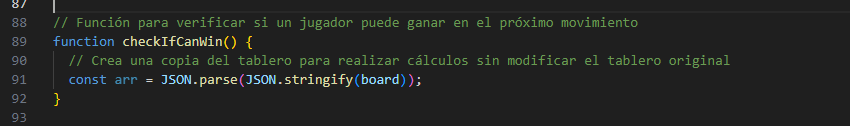 87
88 // Función para verificar si un jugador puede ganar en el próximo movimiento
89 function checkIfCanWin() {
90 // Crea una copia del tablero para realizar cálculos sin modificar el tablero original
91 const arr = JSON.parse(JSON.stringify(board));
92 }
93